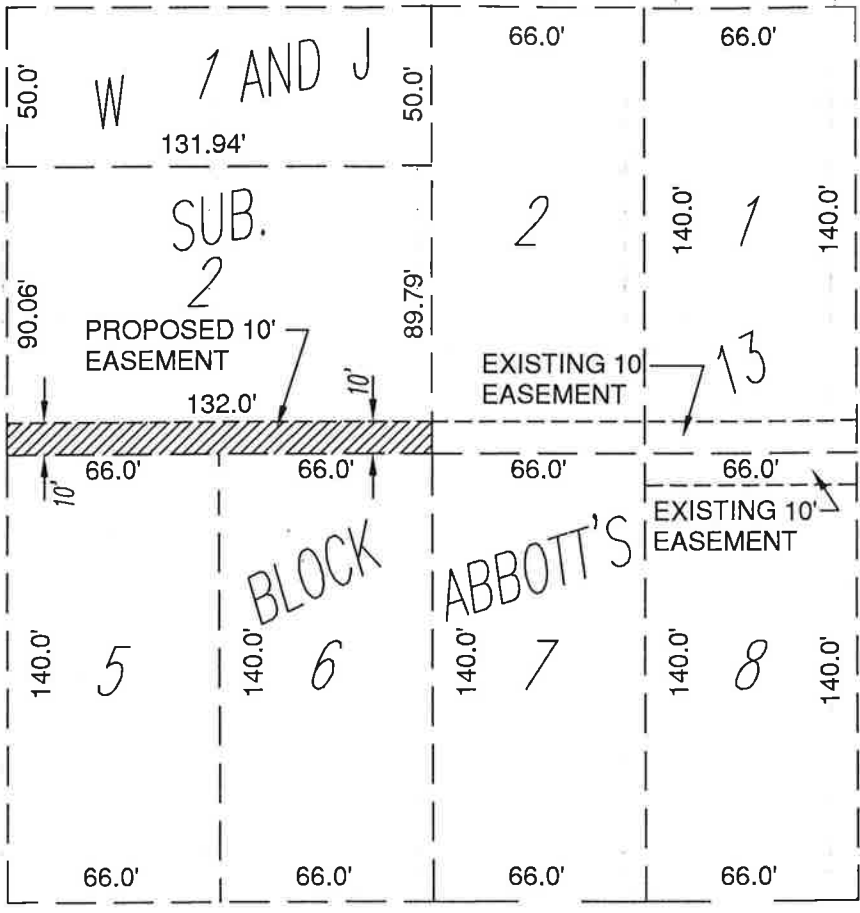 66.0' 66.0'
W 1 AND J
50.0' 50.0'
131.94'
SUB.
2
2 1
140.0' 140.0'
90.06' 89.79'
PROPOSED 10'
EASEMENT
13
EXISTING 10
EASEMENT
132.0' 10'
66.0' 66.0' 66.0' 66.0'
10'
EXISTING 10'
EASEMENT
BLOCK ABBOTT'S
140.0' 5 140.0' 6 140.0' 7 140.0' 8 140.0'
66.0' 66.0' 66.0' 66.0'